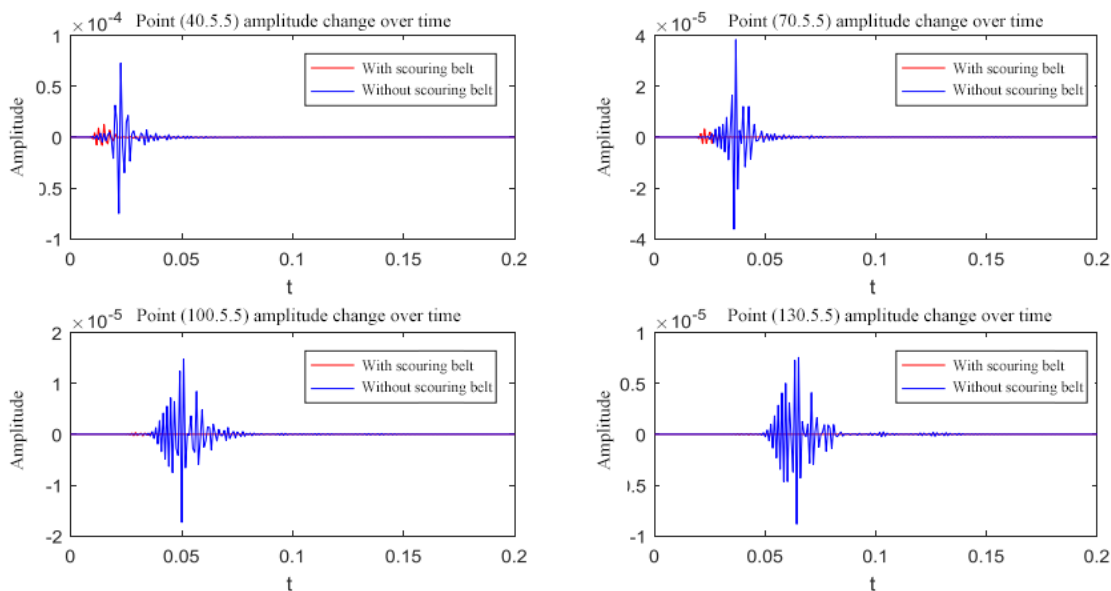 ×10-4
Point (40.5.5) amplitude change over time
1
0.5
0
0.5
-1
Amplitude
With scouring belt
Without scouring belt
0
0.05
0.1
0.15
0.2
t
×10-5
Point (70.5.5) amplitude change over time
4
2
0
-2
-4
Amplitude
With scouring belt
Without scouring belt
0
0.05
0.1
0.15
0.2
t
×10-5
Point (100.5.5) amplitude change over time
2
1
0
-1
-2
Amplitude
With scouring belt
Without scouring belt
0
0.05
0.1
0.15
0.2
t
×10-5
Point (130.5.5) amplitude change over time
1
0.5
0
0.5
-1
Amplitude
With scouring belt
Without scouring belt
0
0.05
0.1
0.15
0.2
t